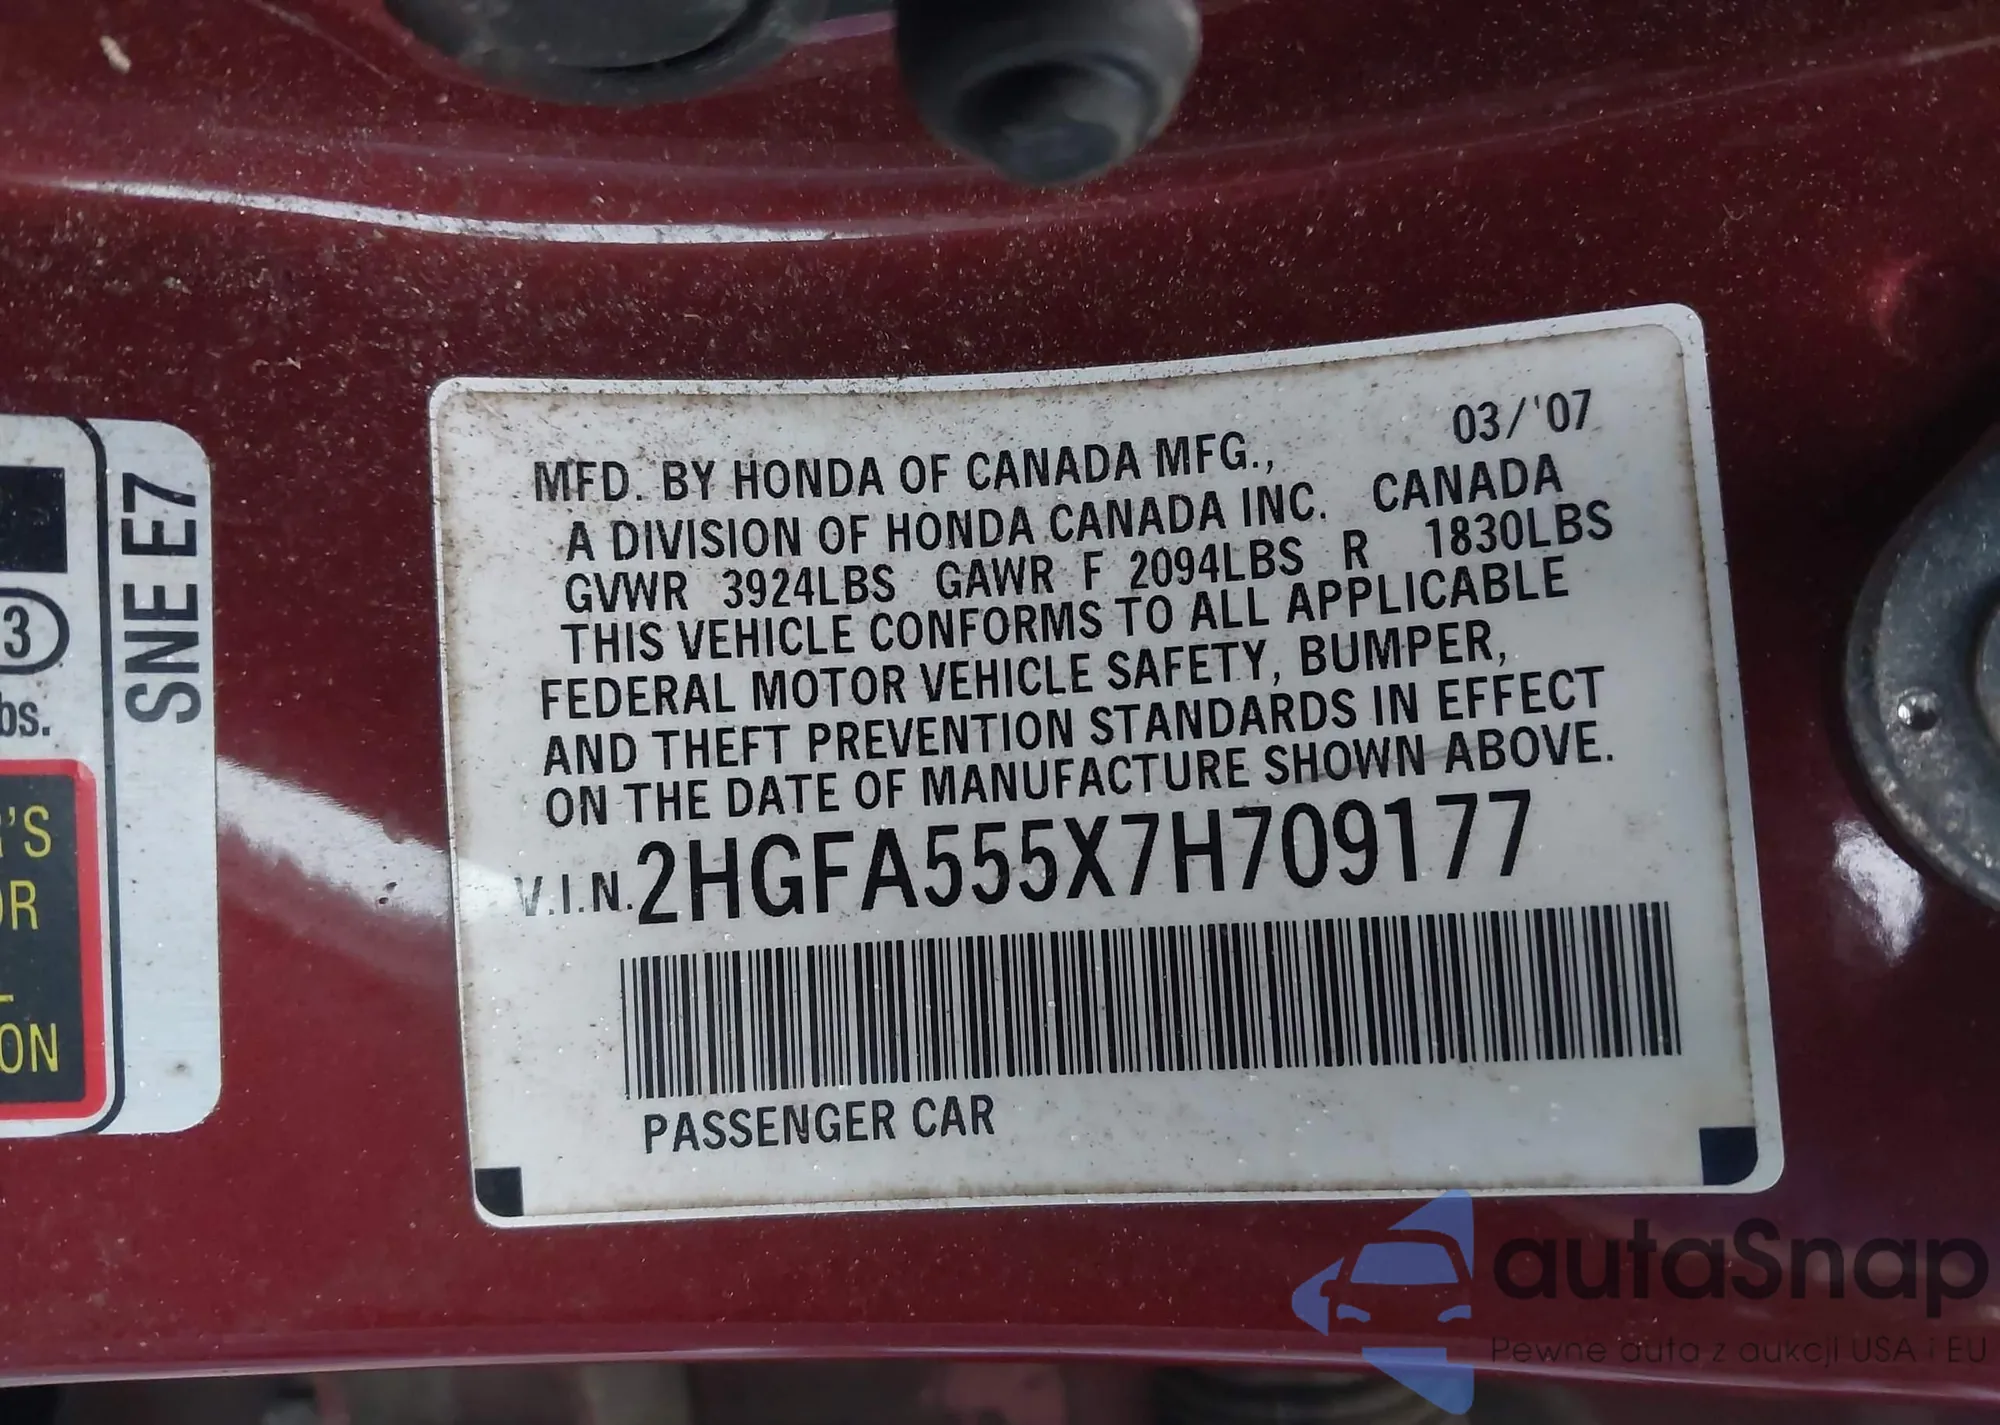 03/'07
MFD. BY HONDA OF CANADA MFG.,
A DIVISION OF HONDA CANADA INC. CANADA
GVWR 3924LBS GAWR F 2094LBS R 1830LBS
THIS VEHICLE CONFORMS TO ALL APPLICABLE
FEDERAL MOTOR VEHICLE SAFETY, BUMPER,
AND THEFT PREVENTION STANDARDS IN EFFECT
ON THE DATE OF MANUFACTURE SHOWN ABOVE.
V.I.N. 2HGFA555X7H709177
PASSENGER CAR
SNE E7
3
autaSnap
Pewne auta z aukcji USA i EU